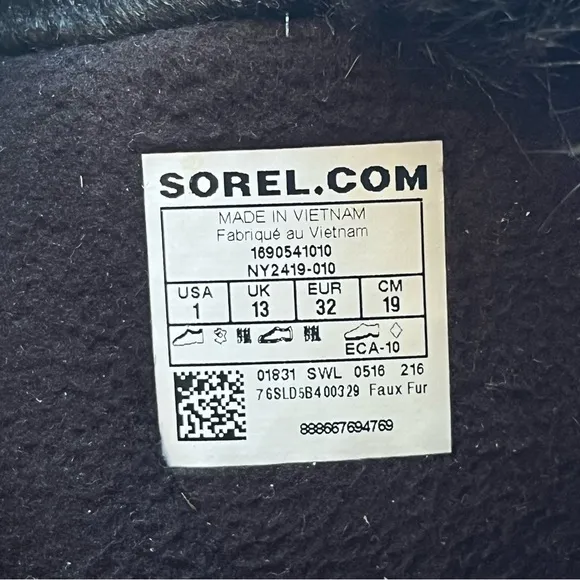 SOREL.COM
MADE IN VIETNAM
Fabriqué au Vietnam
1690541010
NY2419-010
USA UK EUR CM
1 13 32 19
ECA-10
01831 SWL 0516 216
76SLD5B400329 Faux Fur
888667694769